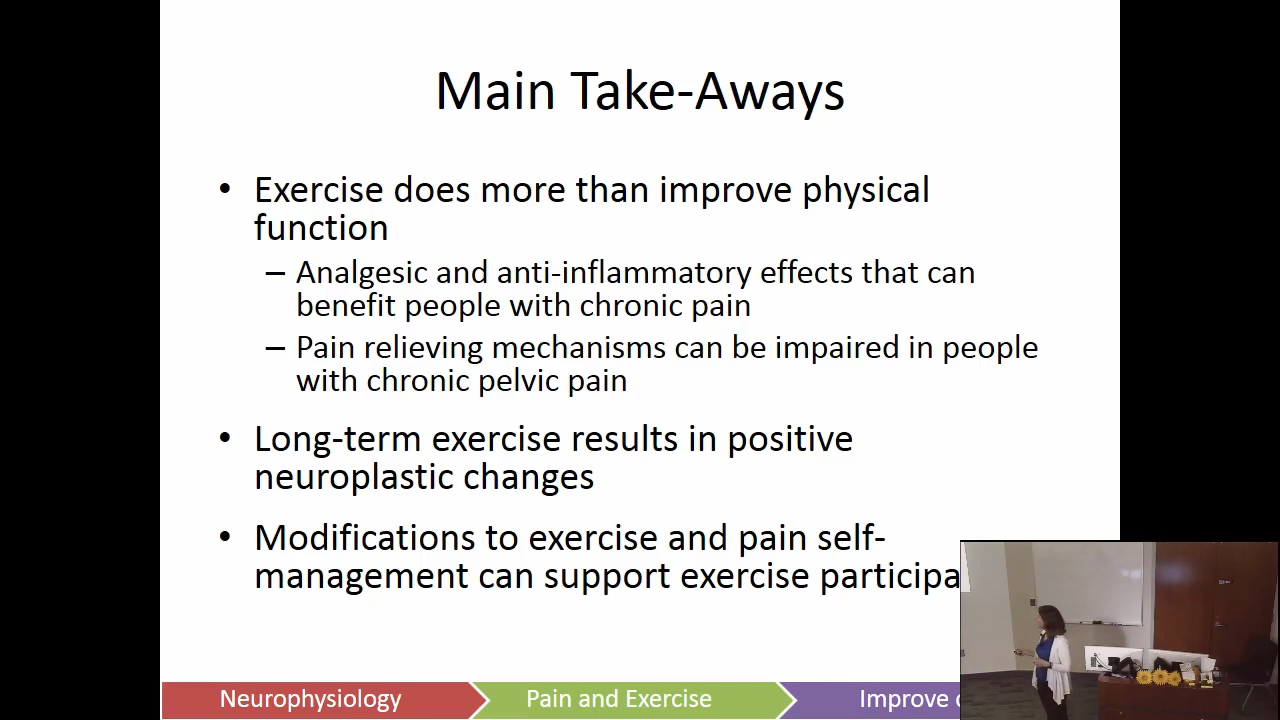 Main Take-Aways
• Exercise does more than improve physical
function
– Analgesic and anti-inflammatory effects that can
benefit people with chronic pain
– Pain relieving mechanisms can be impaired in people
with chronic pelvic pain
• Long-term exercise results in positive
neuroplastic changes
• Modifications to exercise and pain self-
management can support exercise
Neurophysiology
Pain and Exercise
Improve